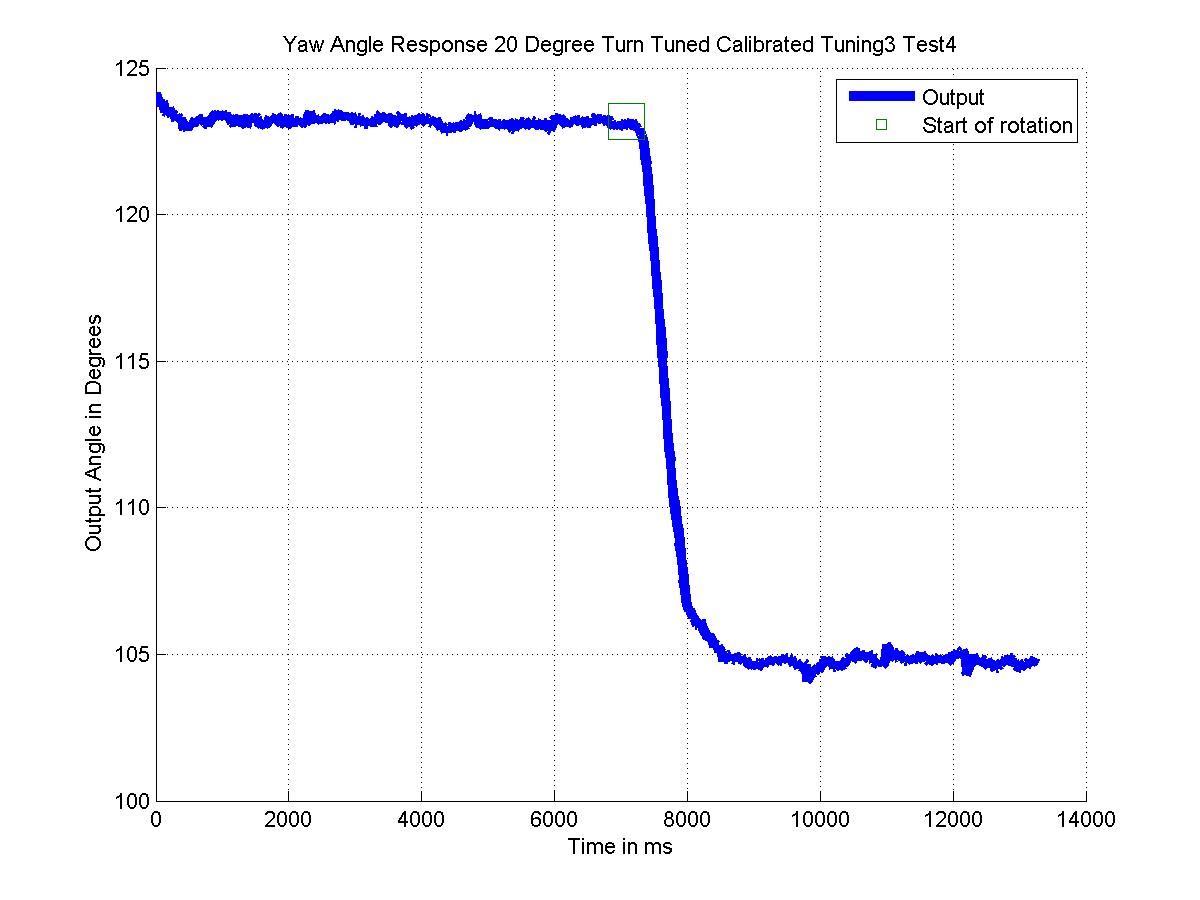 Yaw Angle Response 20 Degree Turn Tuned Calibrated Tuning3 Test4
Output
Start of rotation
125
120
115
110
105
100
Output Angle in Degrees
0 2000 4000 6000 8000 10000 12000 14000
Time in ms